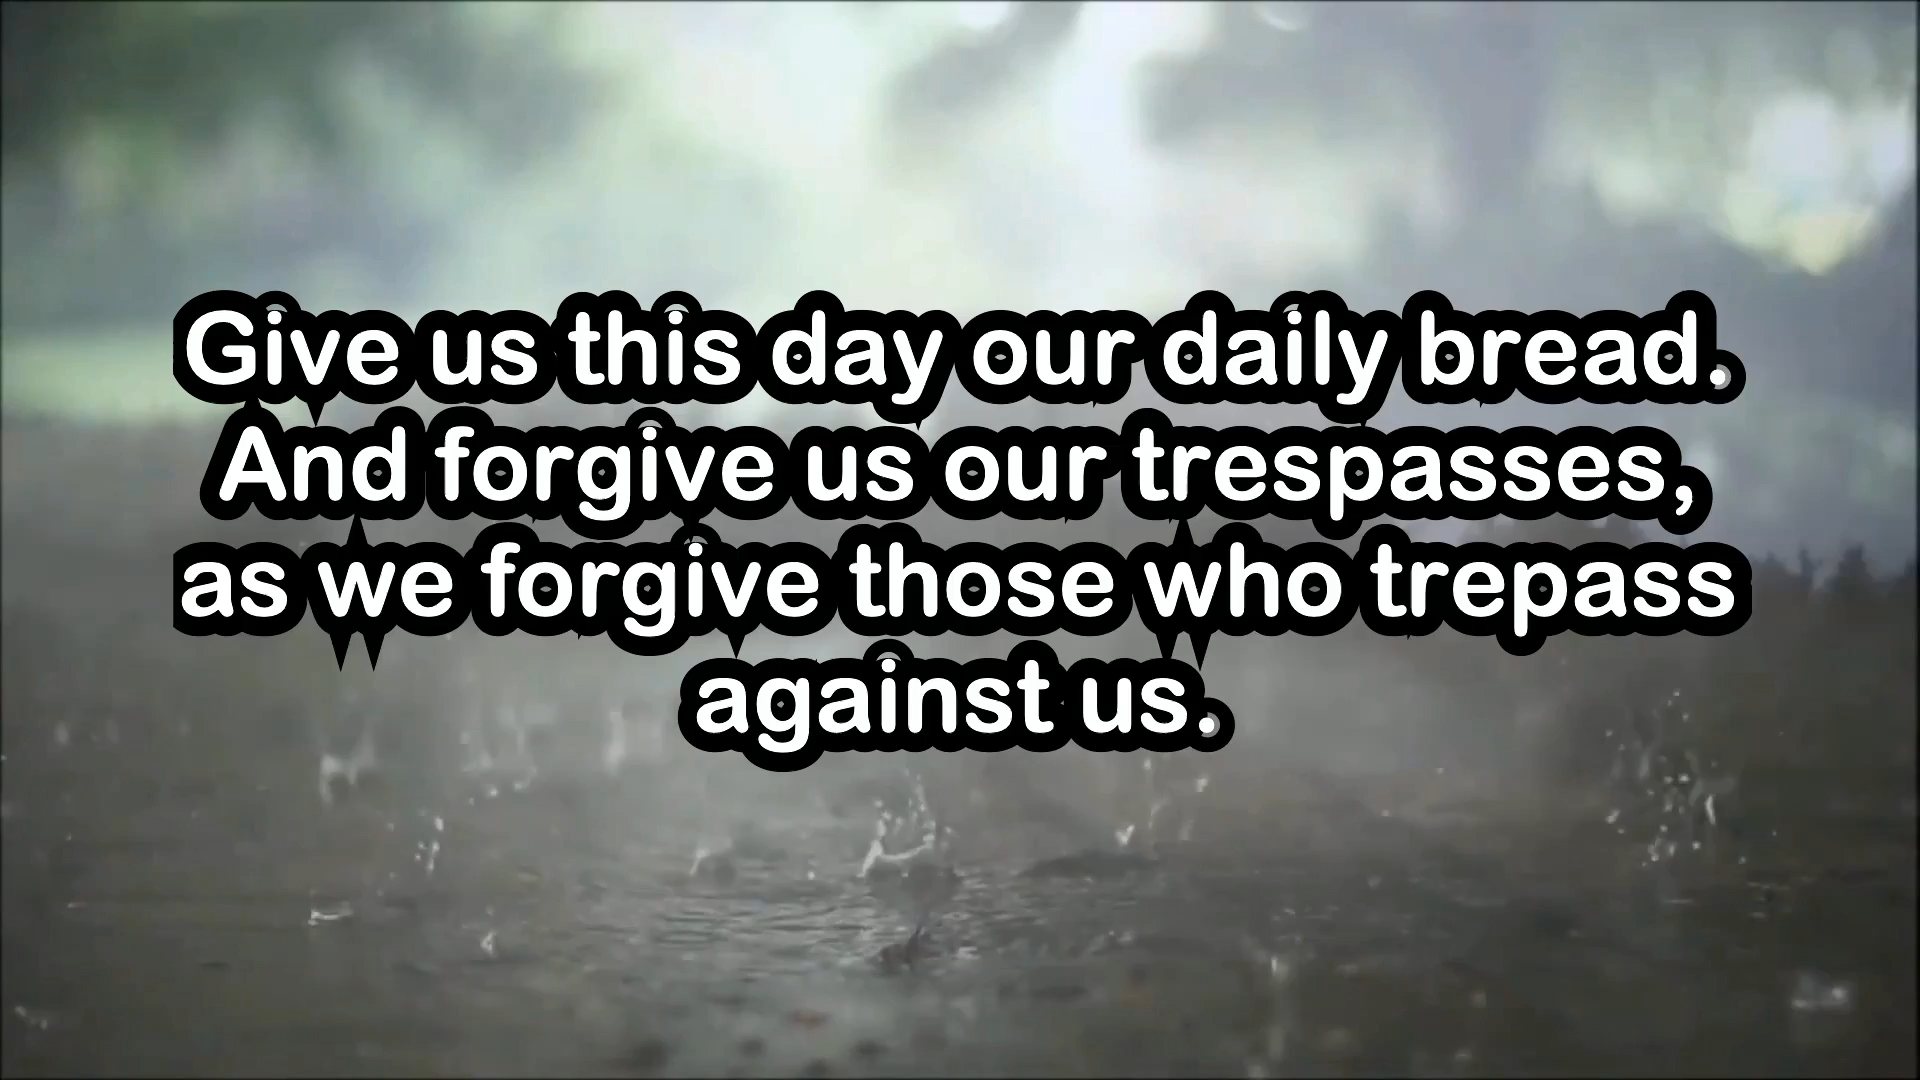 Give us this day our daily bread.
And forgive us our trespasses,
as we forgive those who trepass
against us.